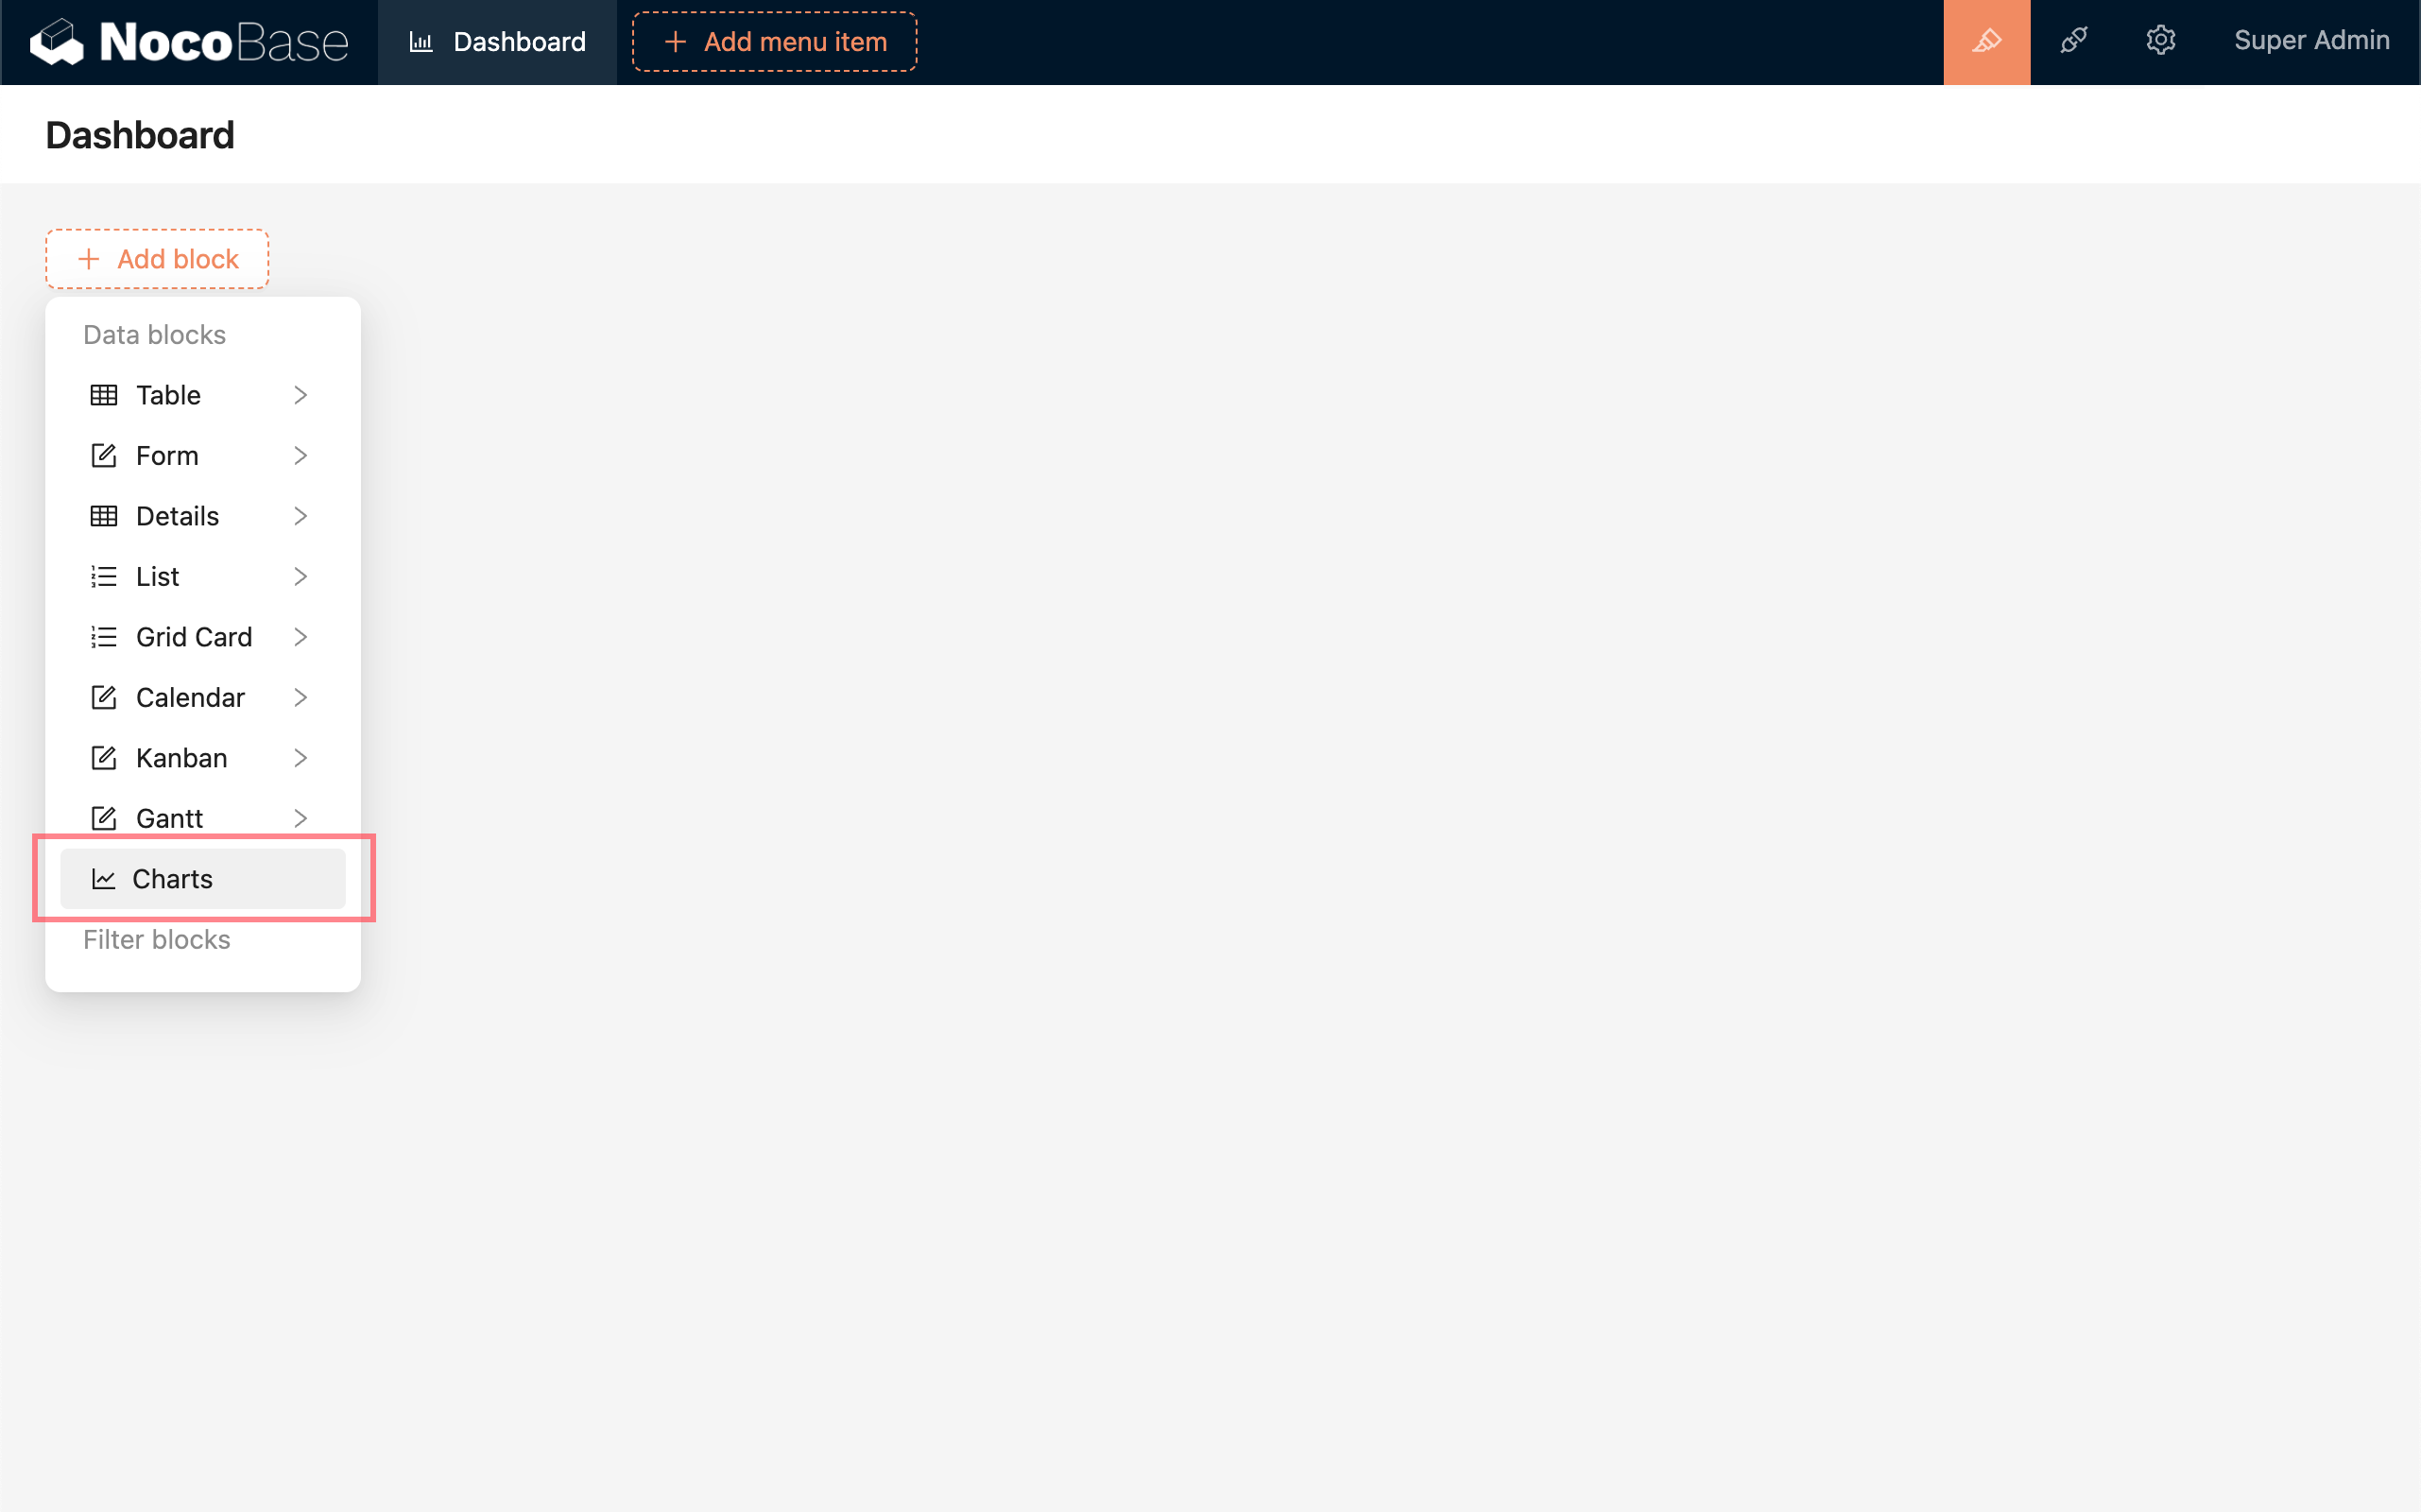 NocoBase
Dashboard
Add menu item
Super Admin
Dashboard
Add block
Data blocks
Table
Form
Details
List
Grid Card
Calendar
Kanban
Gantt
Charts
Filter blocks